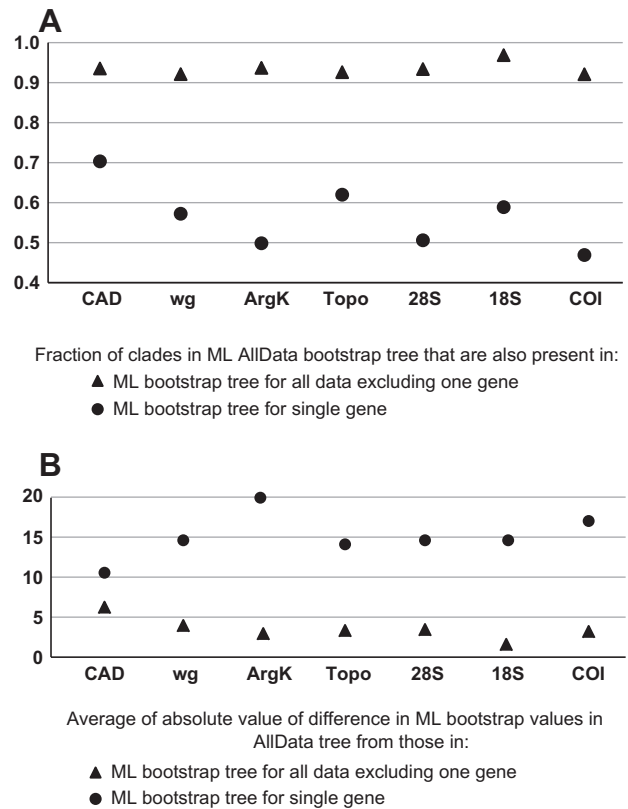 A
1.0
0.9
0.8
0.7
0.6
0.5
0.4
CAD wg ArgK Topo 28S 18S COI
Fraction of clades in ML AllData bootstrap tree that are also present in:
▲ ML bootstrap tree for all data excluding one gene
● ML bootstrap tree for single gene
B
20
15
10
5
0
CAD wg ArgK Topo 28S 18S COI
Average of absolute value of difference in ML bootstrap values in
AllData tree from those in:
▲ ML bootstrap tree for all data excluding one gene
● ML bootstrap tree for single gene